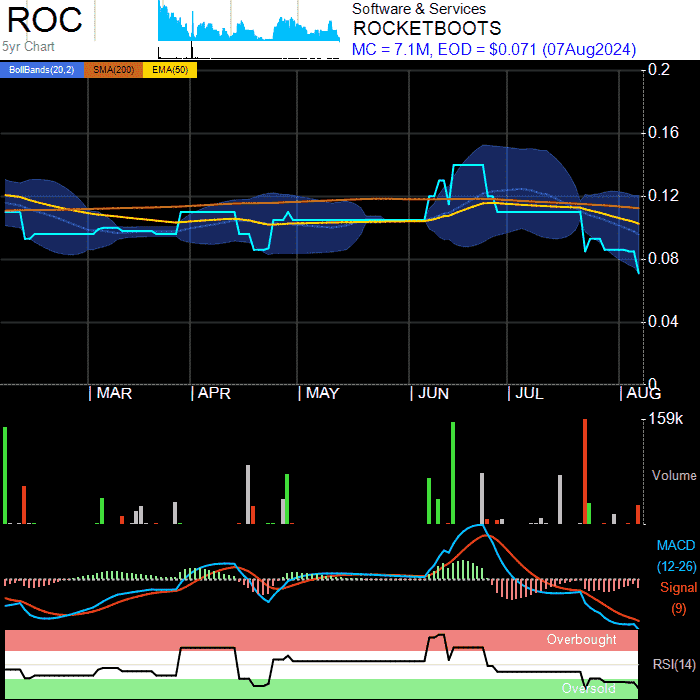 ROC
5yr Chart
Software & Services
ROCKETBOOTS
MC = 7.1M, EOD = $0.071 (07Aug2024)
BollBands(20,2) SMA(200) EMA(50)
0.2
0.16
0.12
0.08
0.04
0
MAR APR MAY JUN JUL AUG
159k
Volume
MACD
(12-26)
Signal
(9)
Overbought
RSI(14)
Oversold